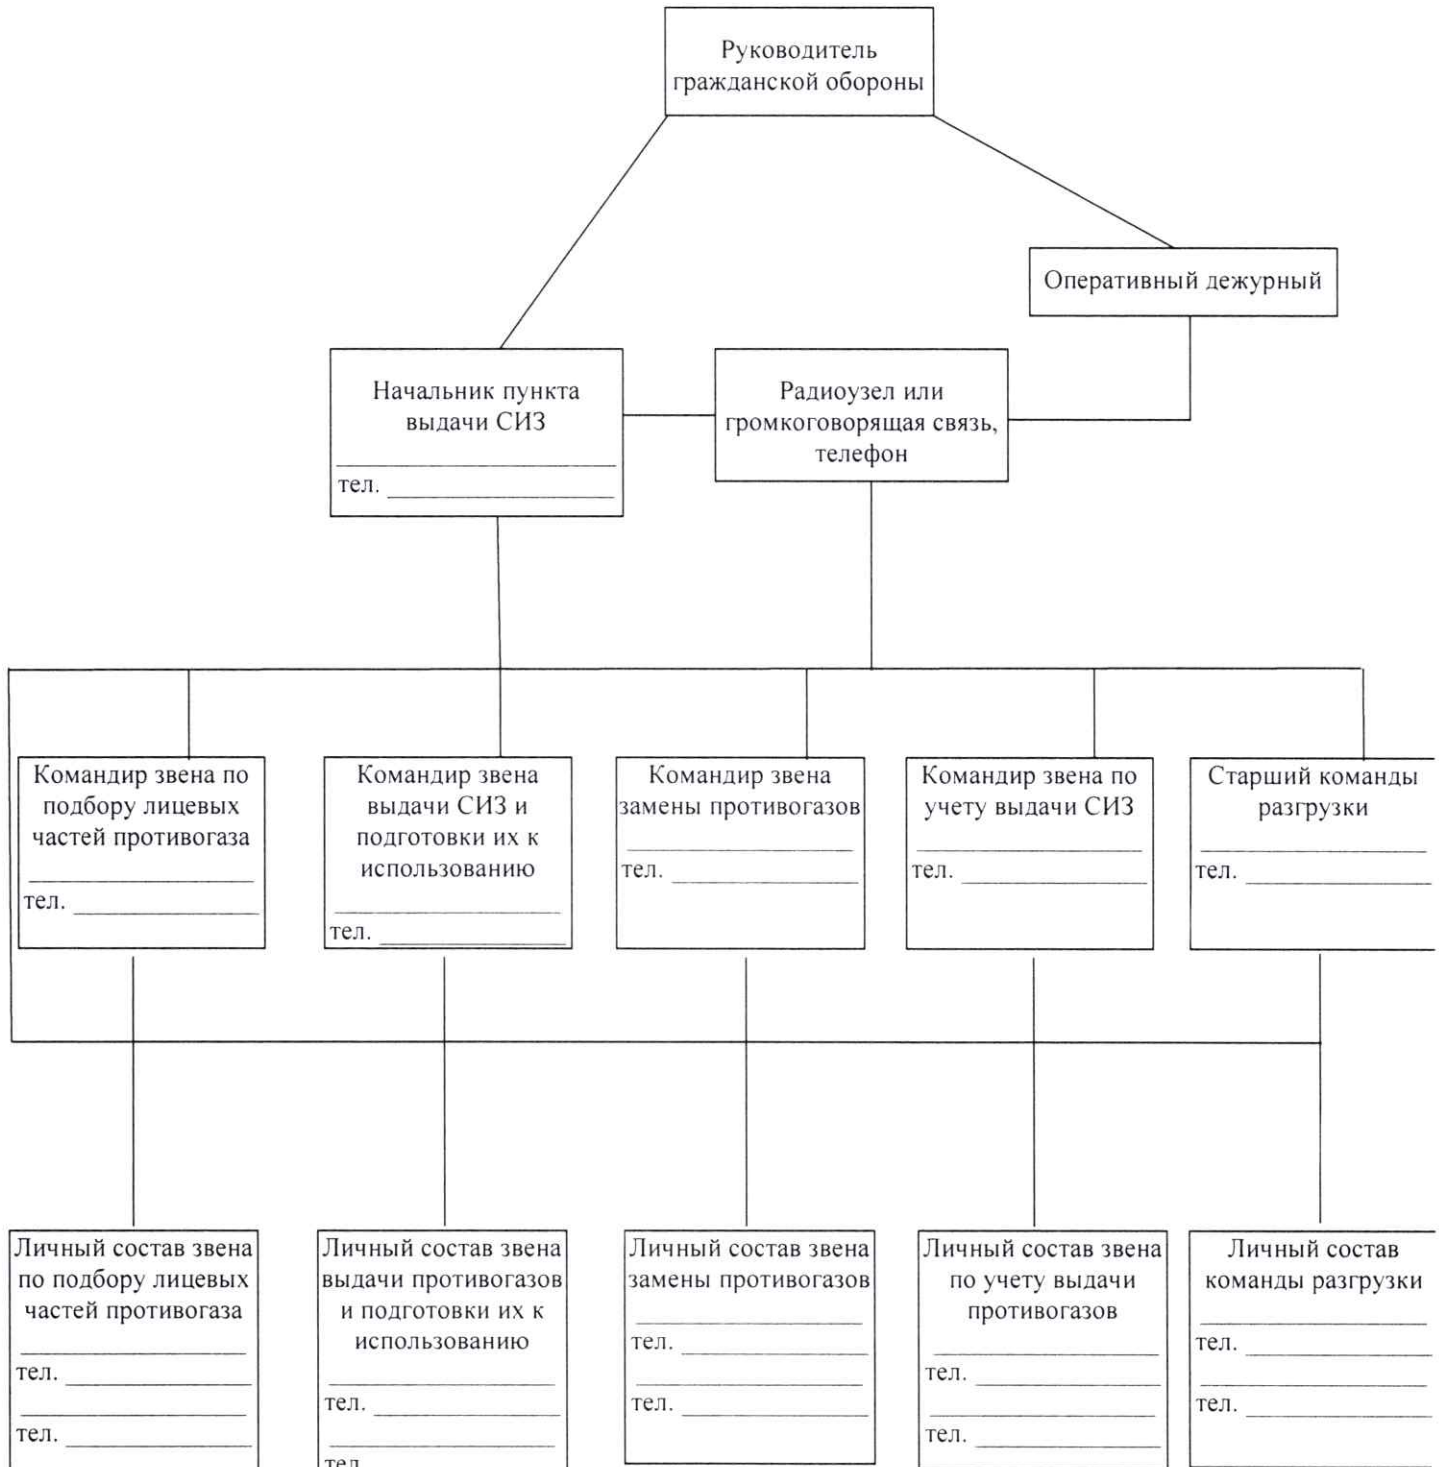 Руководитель
гражданской обороны
Оперативный дежурный
Начальник пункта
выдачи СИЗ
тел.
Радиоузел или
громкоговорящая связь,
телефон
Командир звена по
подбору лицевых
частей противогаза
тел.
Командир звена
выдачи СИЗ и
подготовки их к
использованию
тел.
Командир звена
замены противогазов
тел.
Командир звена по
учету выдачи СИЗ
тел.
Старший команды
разгрузки
тел.
Личный состав звена
по подбору лицевых
частей противогаза
тел.
тел.
Личный состав звена
выдачи противогазов
и подготовки их к
использованию
тел.
тел.
Личный состав звена
замены противогазов
тел.
тел.
Личный состав звена
по учету выдачи
противогазов
тел.
тел.
Личный состав
команды разгрузки
тел.
тел.